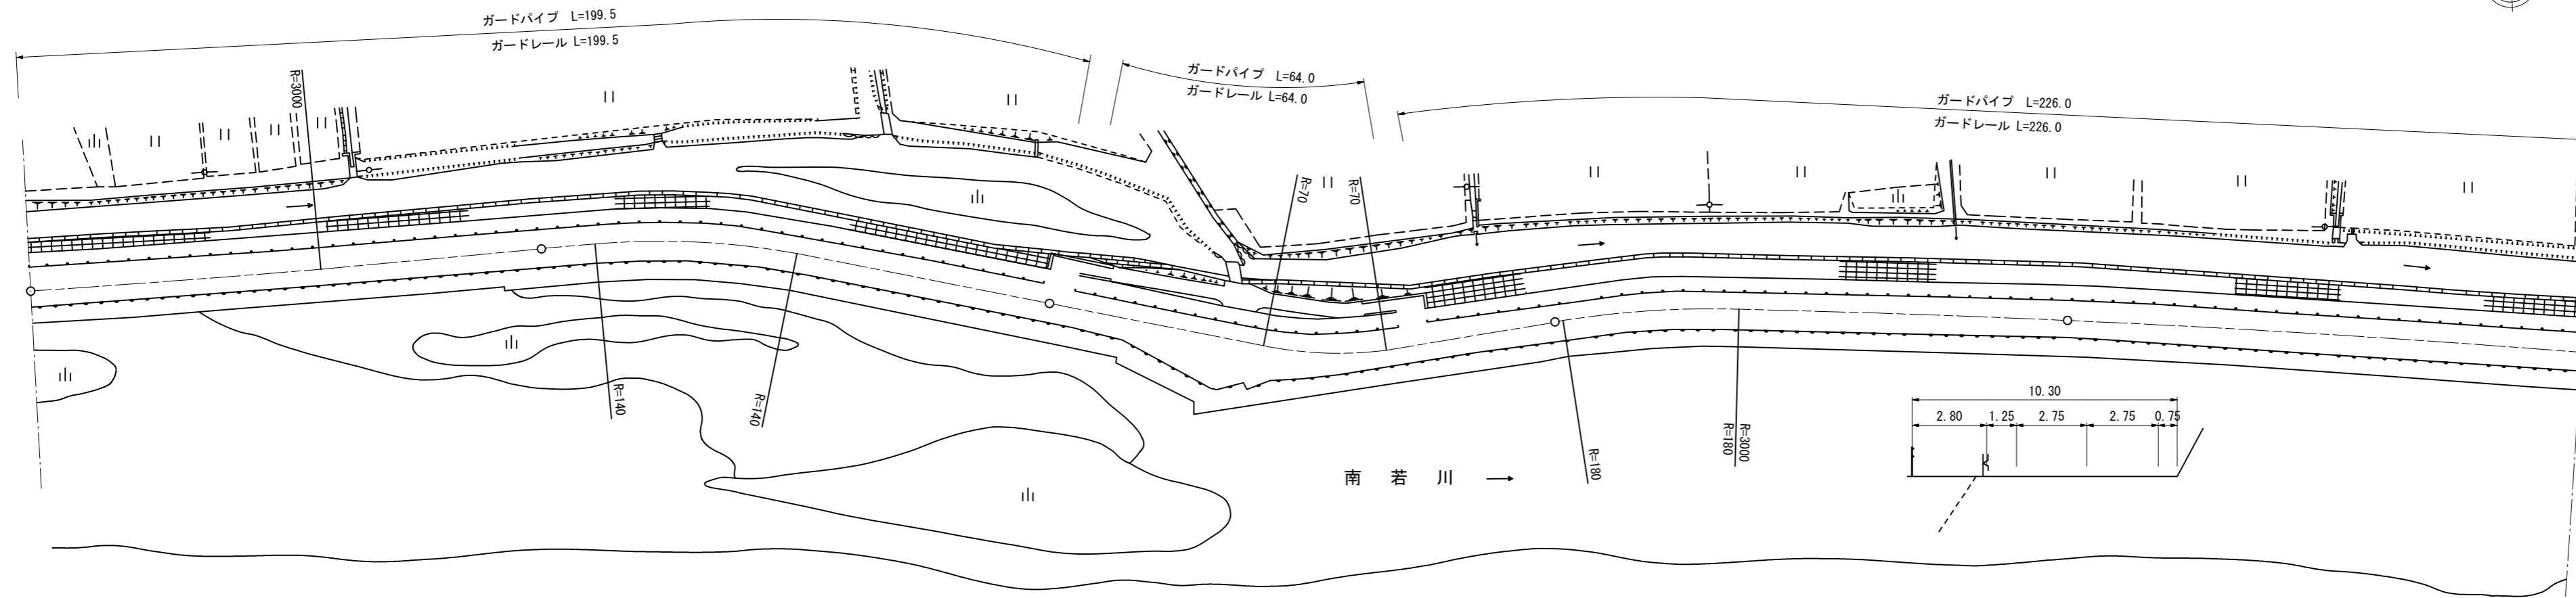 ガードパイプ L=199.5
ガードレール L=199.5
ガードパイプ L=64.0
ガードレール L=64.0
ガードパイプ L=226.0
ガードレール L=226.0
R=3000
R=70
R=70
R=140
R=140
R=180
R=180
R=3000
10.30
2.80 1.25 2.75 2.75 0.75
南若川